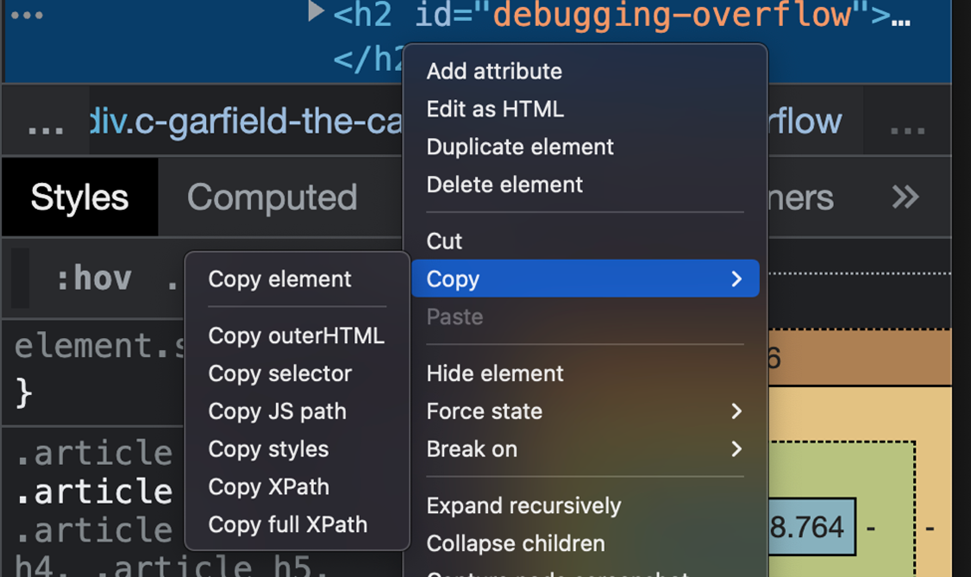 <h2 id="debugging-overflow">…
</h2
... div.c-garfield-the-ca rflow ...
Styles Computed ners
:hov .
element.s
}
.article
.article
.article
h4, .article h5,
Add attribute
Edit as HTML
Duplicate element
Delete element
Cut
Copy
Paste
Hide element
Force state
Break on
Expand recursively
Collapse children
Capture node screenshot
Copy element
Copy outerHTML
Copy selector
Copy JS path
Copy styles
Copy XPath
Copy full XPath
6
8.764 - -